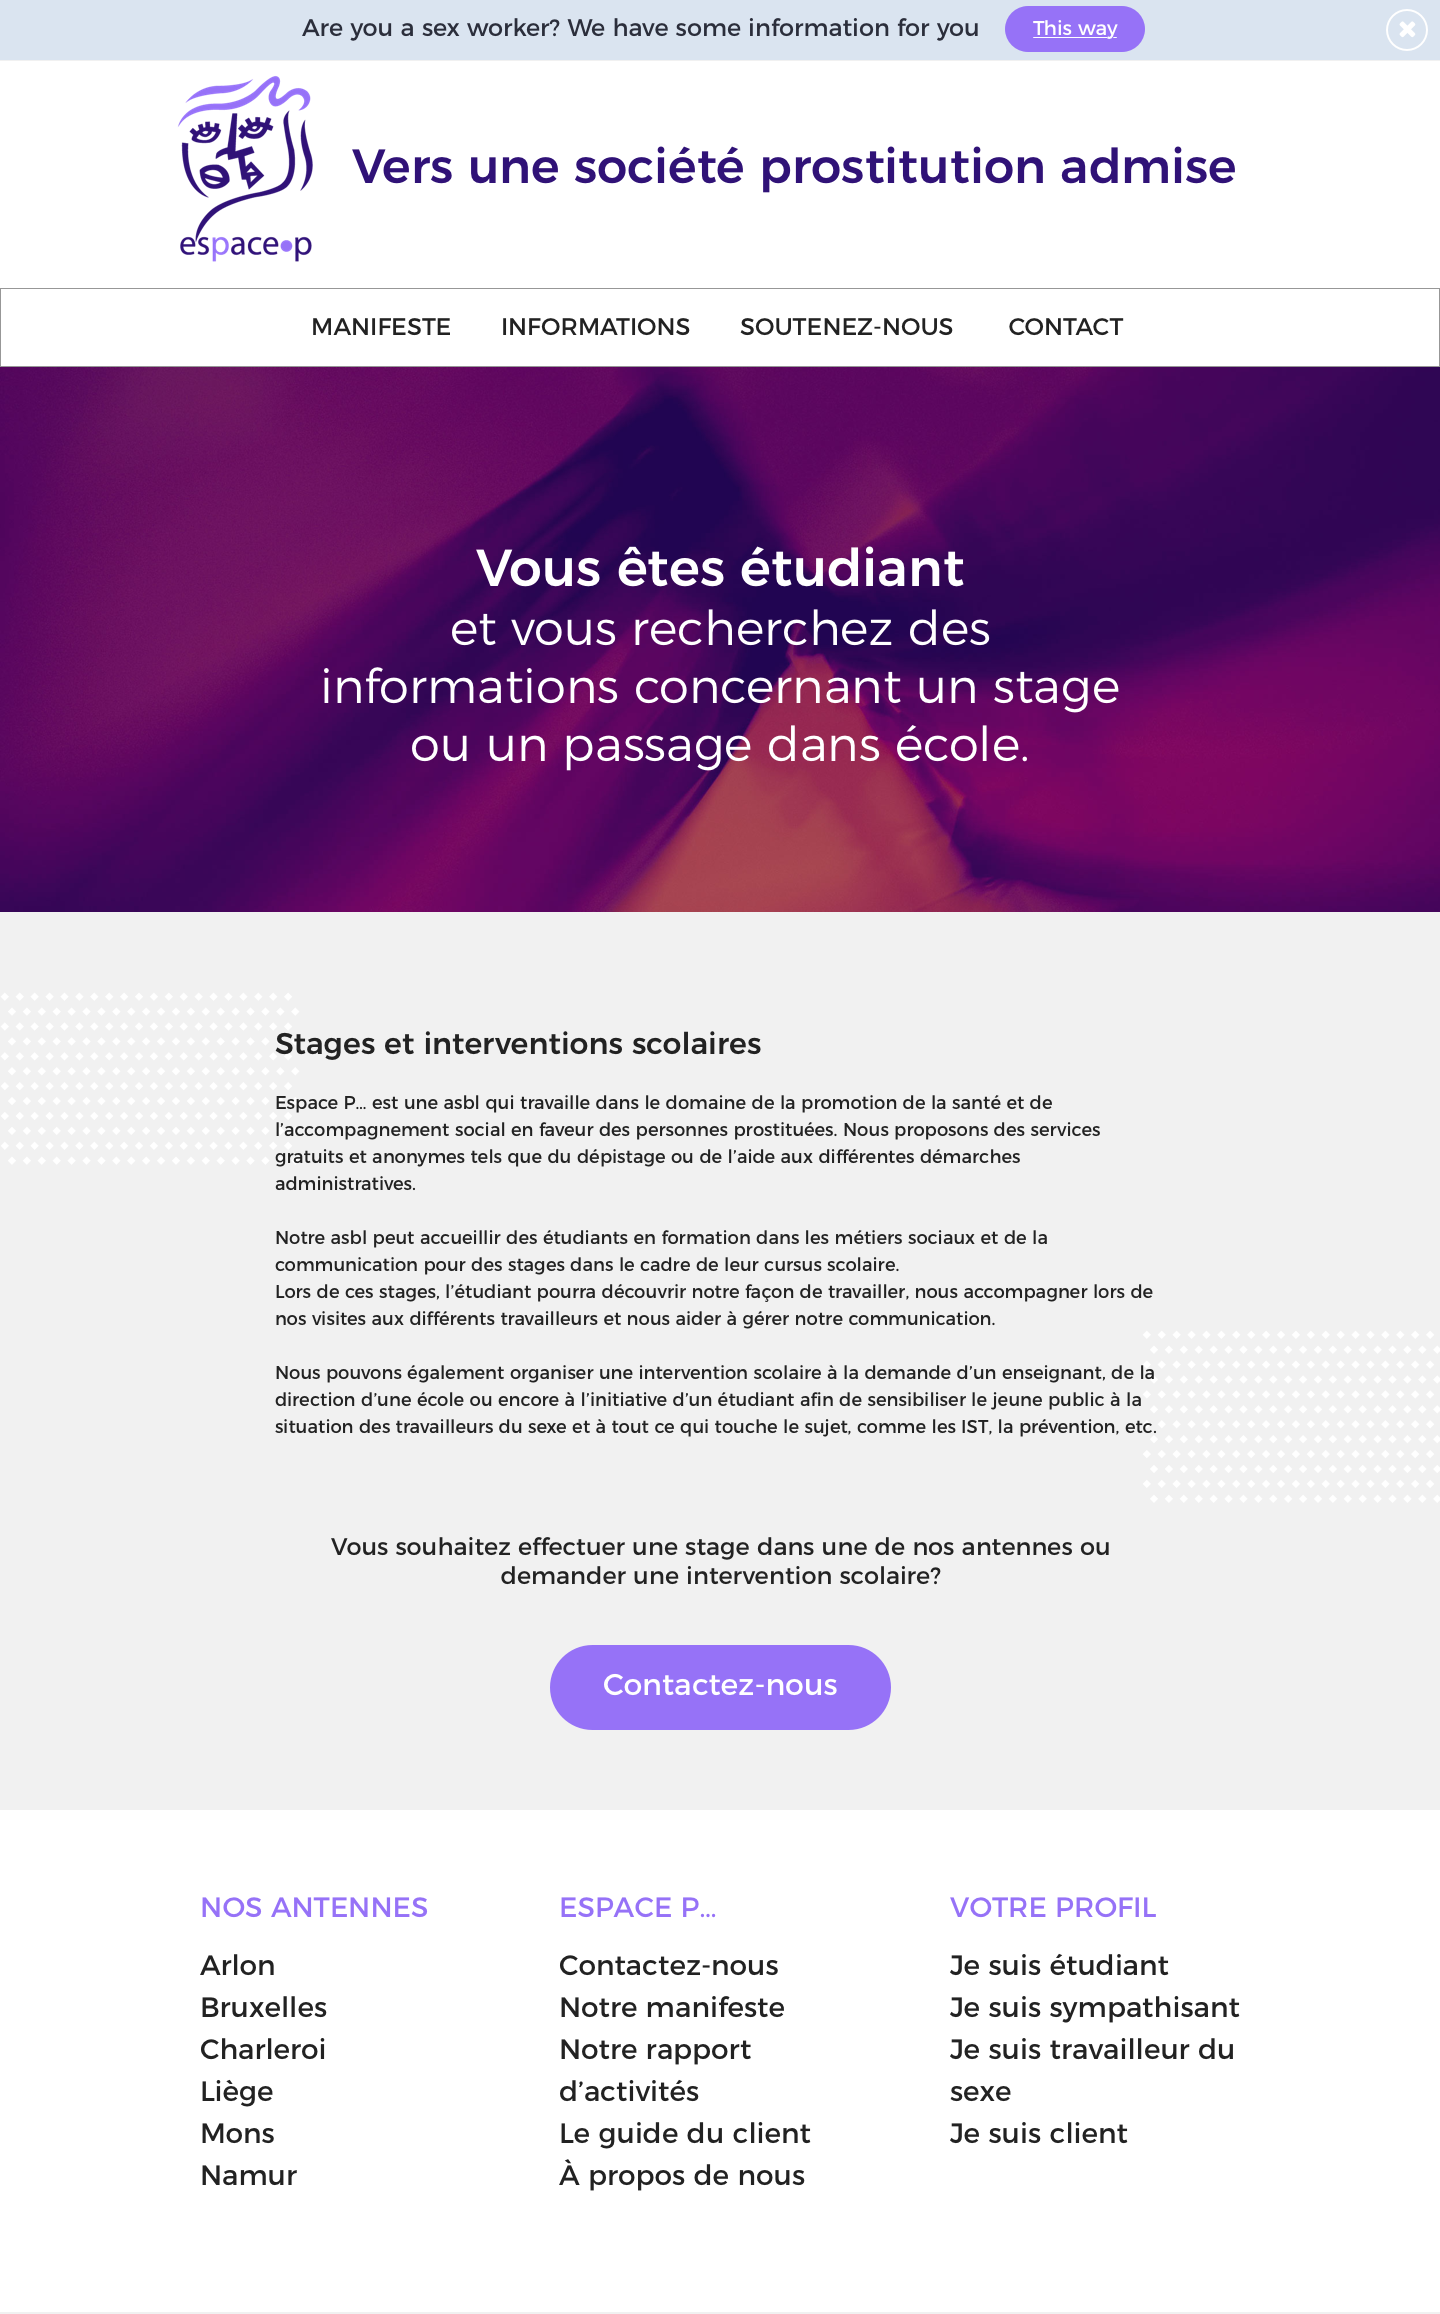 Are you a sex worker? We have some information for you
This way
Vers une société prostitution admise
espace•p
MANIFESTE INFORMATIONS SOUTENEZ-NOUS CONTACT
Vous êtes étudiant
et vous recherchez des
informations concernant un stage
ou un passage dans école.
Stages et interventions scolaires
Espace P... est une asbl qui travaille dans le domaine de la promotion de la santé et de
l’accompagnement social en faveur des personnes prostituées. Nous proposons des services
gratuits et anonymes tels que du dépistage ou de l’aide aux différentes démarches
administratives.
Notre asbl peut accueillir des étudiants en formation dans les métiers sociaux et de la
communication pour des stages dans le cadre de leur cursus scolaire.
Lors de ces stages, l’étudiant pourra découvrir notre façon de travailler, nous accompagner lors de
nos visites aux différents travailleurs et nous aider à gérer notre communication.
Nous pouvons également organiser une intervention scolaire à la demande d’un enseignant, de la
direction d’une école ou encore à l’initiative d’un étudiant afin de sensibiliser le jeune public à la
situation des travailleurs du sexe et à tout ce qui touche le sujet, comme les IST, la prévention, etc.
Vous souhaitez effectuer une stage dans une de nos antennes ou
demander une intervention scolaire?
Contactez-nous
NOS ANTENNES
Arlon
Bruxelles
Charleroi
Liège
Mons
Namur
ESPACE P...
Contactez-nous
Notre manifeste
Notre rapport
d’activités
Le guide du client
À propos de nous
VOTRE PROFIL
Je suis étudiant
Je suis sympathisant
Je suis travailleur du
sexe
Je suis client